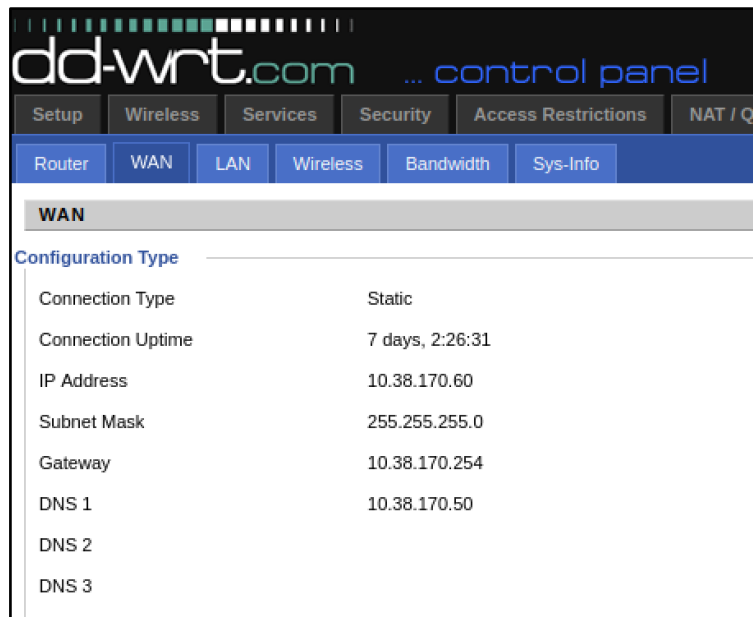 dd-wrt.com ... control panel
Setup Wireless Services Security Access Restrictions NAT / Q
Router WAN LAN Wireless Bandwidth Sys-Info
WAN
Configuration Type
Connection Type Static
Connection Uptime 7 days, 2:26:31
IP Address 10.38.170.60
Subnet Mask 255.255.255.0
Gateway 10.38.170.254
DNS 1 10.38.170.50
DNS 2
DNS 3